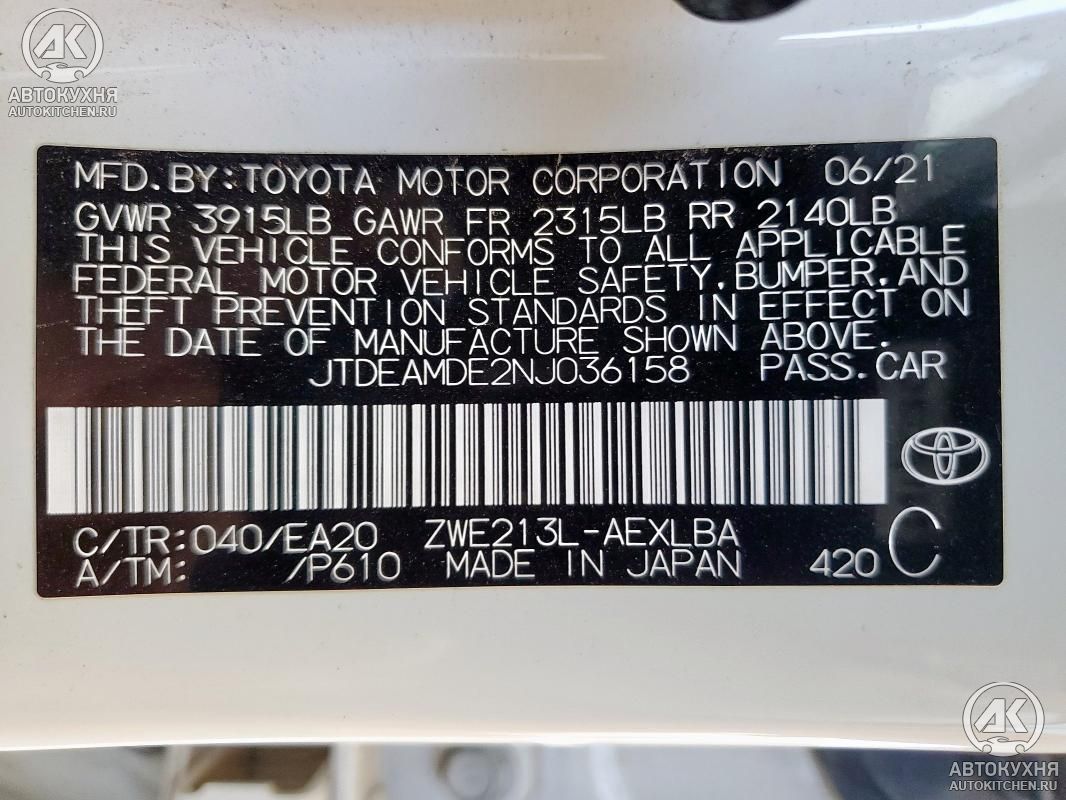 AK
АВТОКУХНЯ
AUTOKITCHEN.RU
MFD.BY:TOYOTA MOTOR CORPORATION 06/21
GVWR 3915LB GAWR FR 2315LB RR 2140LB
THIS VEHICLE CONFORMS TO ALL APPLICABLE
FEDERAL MOTOR VEHICLE SAFETY,BUMPER,AND
THEFT PREVENTION STANDARDS IN EFFECT ON
THE DATE OF MANUFACTURE SHOWN ABOVE.
JTDEAMDE2NJ036158 PASS.CAR
C/TR:040/EA20 ZWE213L-AEXLBA
A/TM: /P610 MADE IN JAPAN 420 C
AK
АВТОКУХНЯ
AUTOKITCHEN.RU